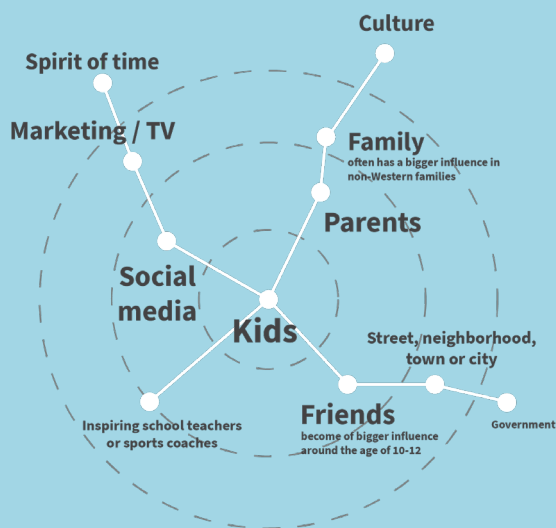 Culture
Spirit of time
Marketing / TV
Family
often has a bigger influence in
non-Western families
Parents
Social
media
Kids
Street, neighborhood,
town or city
Friends
become of bigger influence
around the age of 10-12
Inspiring school teachers
or sports coaches
Government